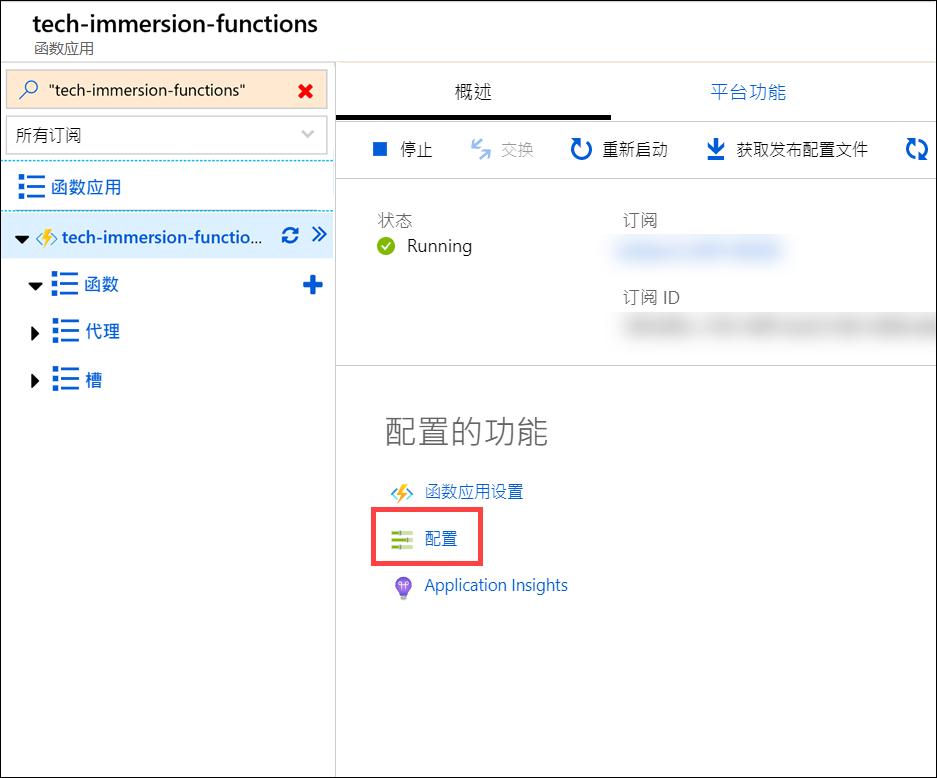 tech-immersion-functions
函数应用
"tech-immersion-functions"
所有订阅
函数应用
tech-immersion-functio...
函数
代理
槽
概述
平台功能
停止
交换
重新启动
获取发布配置文件
状态
Running
订阅
订阅 ID
配置的功能
函数应用设置
配置
Application Insights